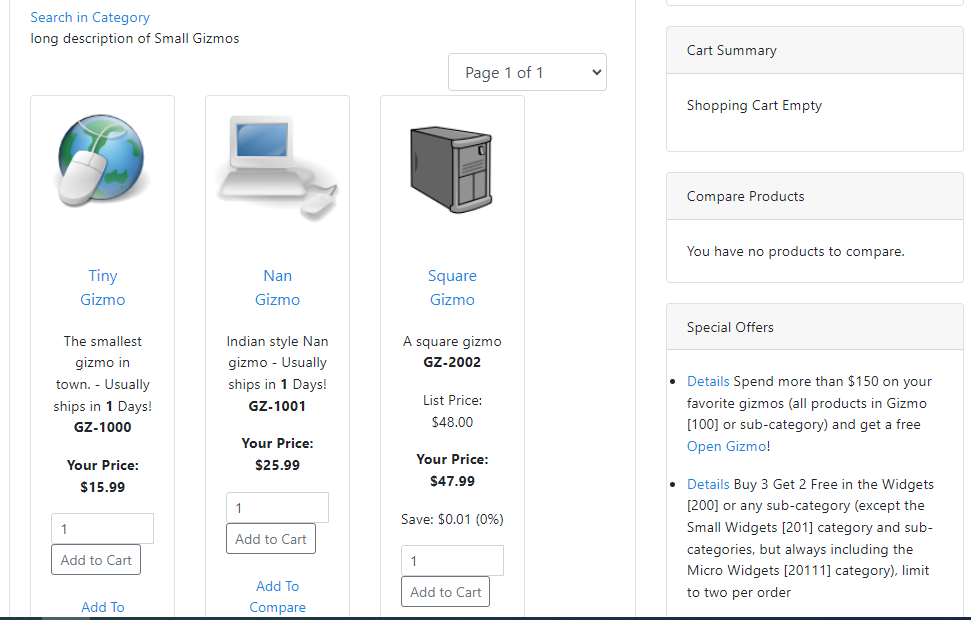 Search in Category
long description of Small Gizmos
Page 1 of 1
Tiny
Gizmo
The smallest
gizmo in
town. - Usually
ships in 1 Days!
GZ-1000
Your Price:
$15.99
1
Add to Cart
Add To
Nan
Gizmo
Indian style Nan
gizmo - Usually
ships in 1 Days!
GZ-1001
Your Price:
$25.99
1
Add to Cart
Add To
Compare
Square
Gizmo
A square gizmo
GZ-2002
List Price:
$48.00
Your Price:
$47.99
Save: $0.01 (0%)
1
Add to Cart
Cart Summary
Shopping Cart Empty
Compare Products
You have no products to compare.
Special Offers
Details Spend more than $150 on your
favorite gizmos (all products in Gizmo
[100] or sub-category) and get a free
Open Gizmo!
Details Buy 3 Get 2 Free in the Widgets
[200] or any sub-category (except the
Small Widgets [201] category and sub-
categories, but always including the
Micro Widgets [20111] category), limit
to two per order